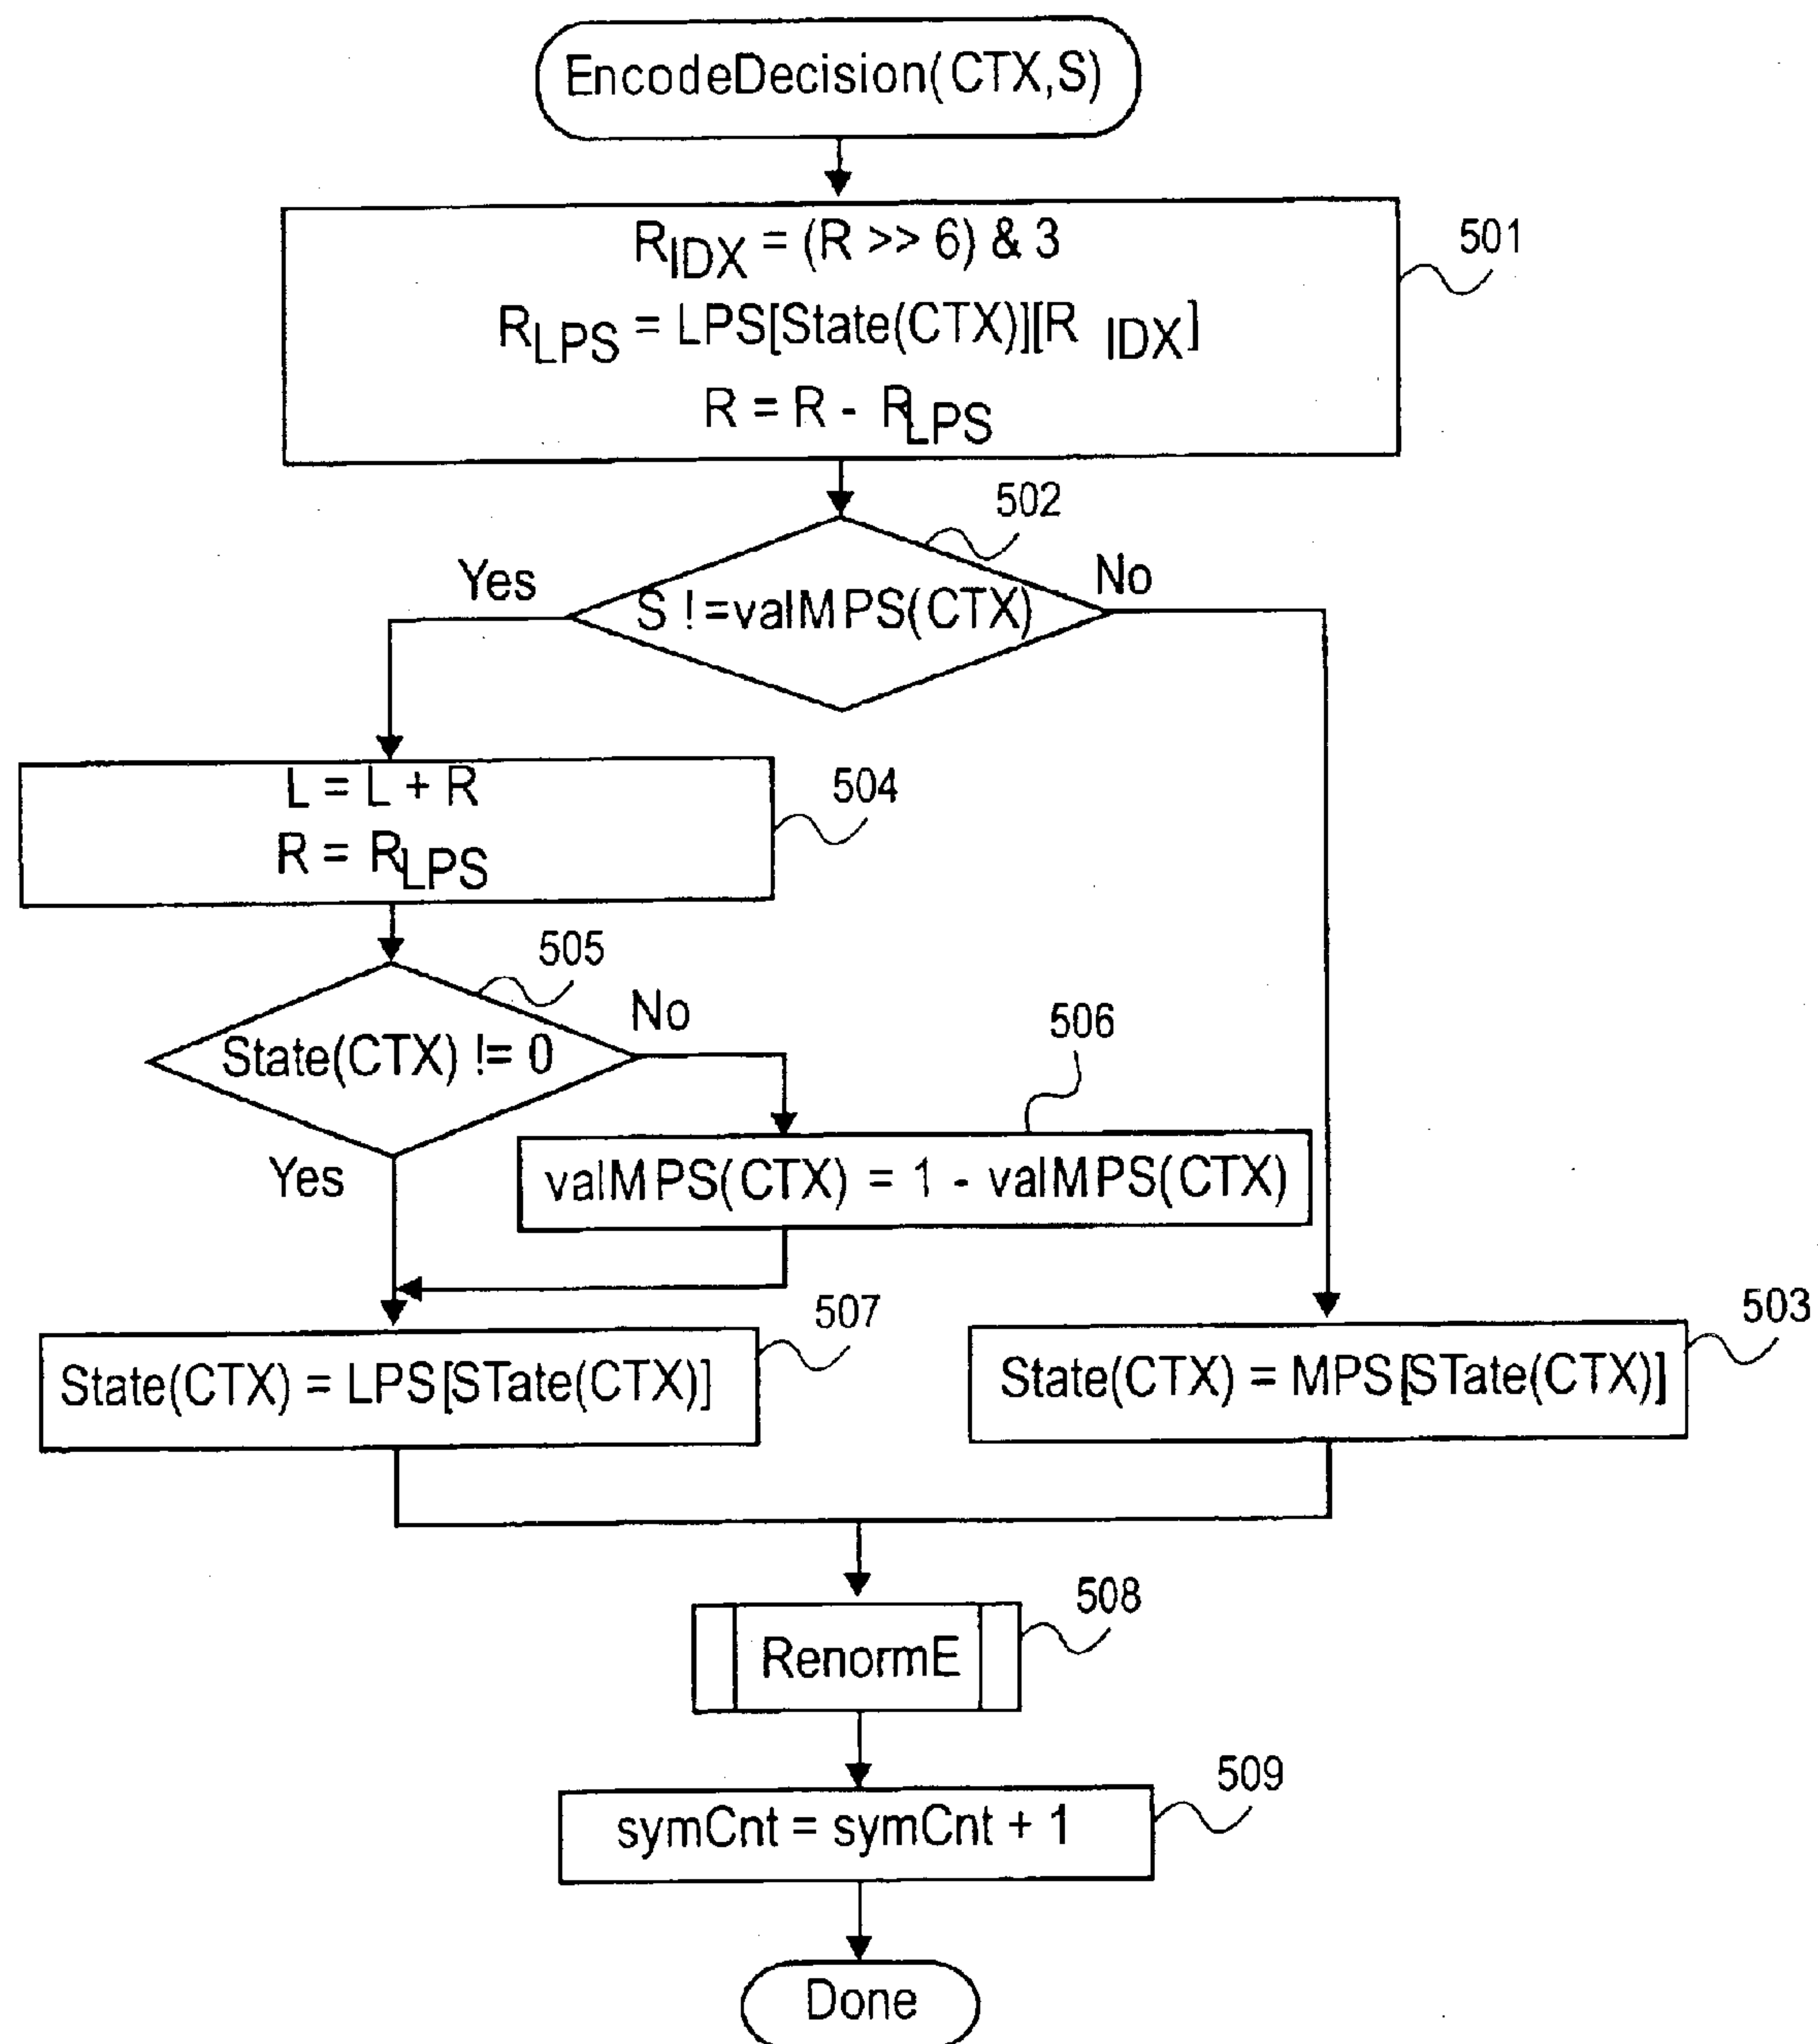 EncodeDecision(CTX,S)
RIDX = (R >> 6) & 3
501
RLPS = LPS[State(CTX)][R IDX]
R = R - RLPS
502
Yes
No
S !=valMPS(CTX)
L = L + R
504
R = RLPS
505
No
506
State(CTX) != 0
Yes
valMPS(CTX) = 1 - valMPS(CTX)
507
503
State(CTX) = LPS[STate(CTX)]
State(CTX) = MPS[STate(CTX)]
508
RenormE
509
symCnt = symCnt + 1
Done